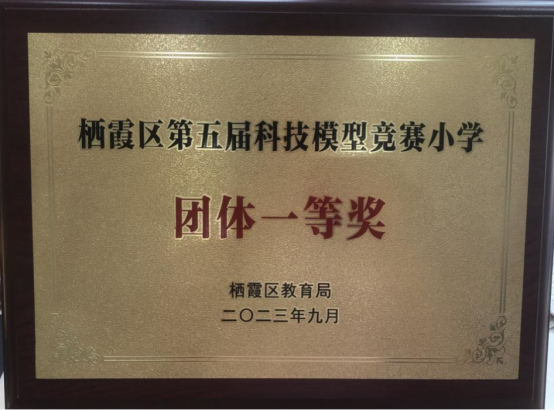 栖霞区第五届科技模型竞赛小学
团体一等奖
栖霞区教育局
二〇二三年九月